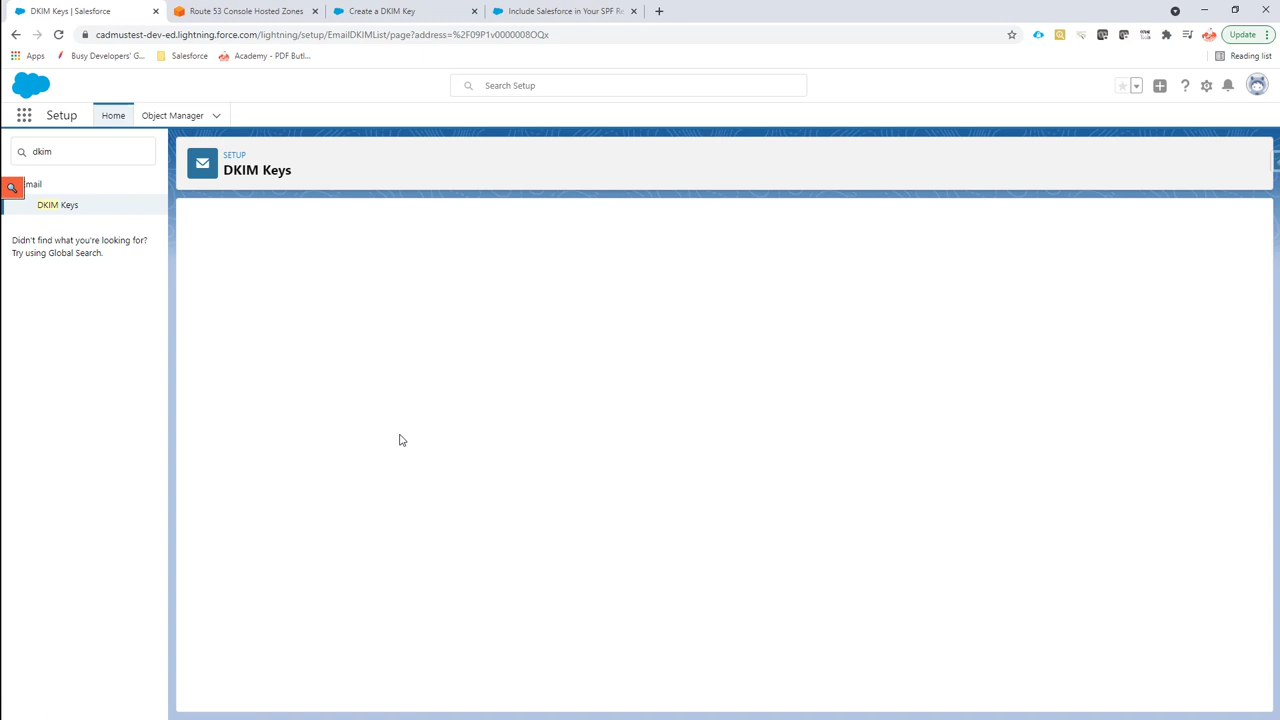 DKIM Keys | Salesforce
Route 53 Console Hosted Zones
Create a DKIM Key
Include Salesforce in Your SPF Re
cadmustest-dev-ed.lightning.force.com/lightning/setup/EmailDKIMList/page?address=%2F09P1v0000008OQx
Update
Apps
Busy Developers' G...
Salesforce
Academy - PDF Butl...
Reading list
Search Setup
Setup
Home
Object Manager
dkim
SETUP
DKIM Keys
mail
DKIM Keys
Didn't find what you're looking for?
Try using Global Search.